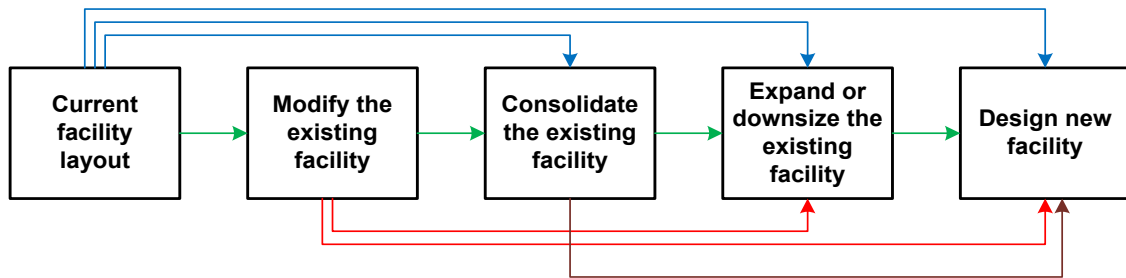 Current
facility
layout
Modify the
existing
facility
Consolidate
the existing
facility
Expand or
downsize the
existing
facility
Design new
facility